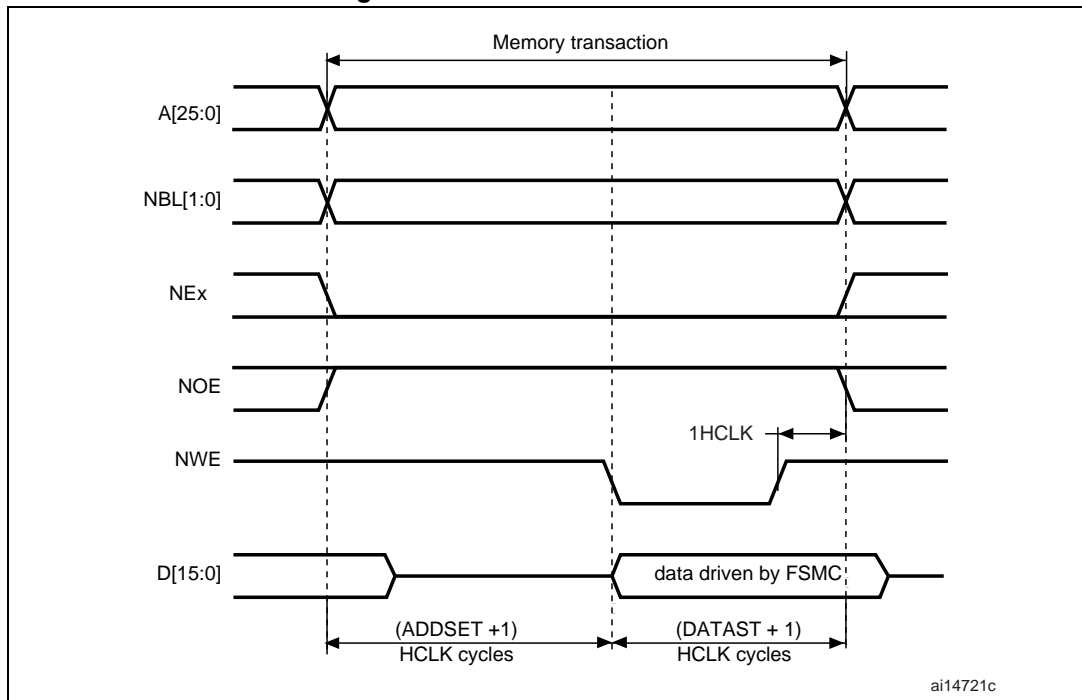 Memory transaction
A[25:0]
NBL[1:0]
NEx
NOE
1HCLK
NWE
D[15:0]
data driven by FSMC
(ADDSET +1)
HCLK cycles
(DATAST + 1)
HCLK cycles
ai14721c